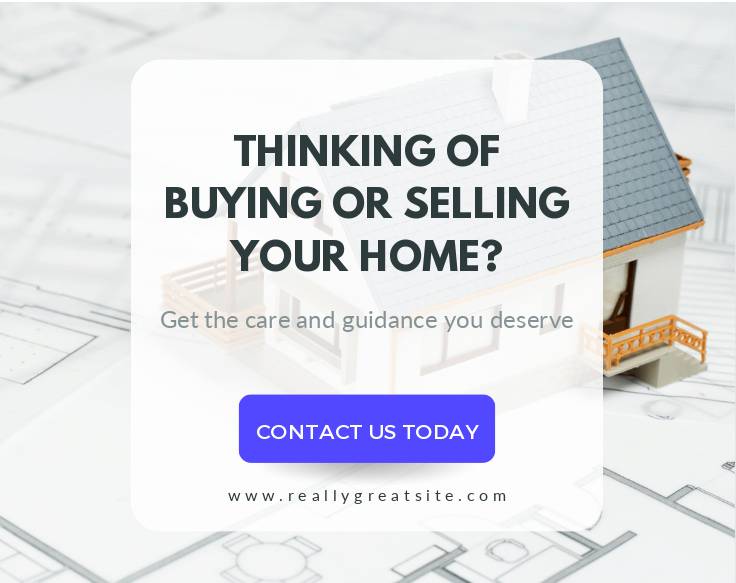 THINKING OF
BUYING OR SELLING
YOUR HOME?
Get the care and guidance you deserve
CONTACT US TODAY
www.reallygreatsite.com